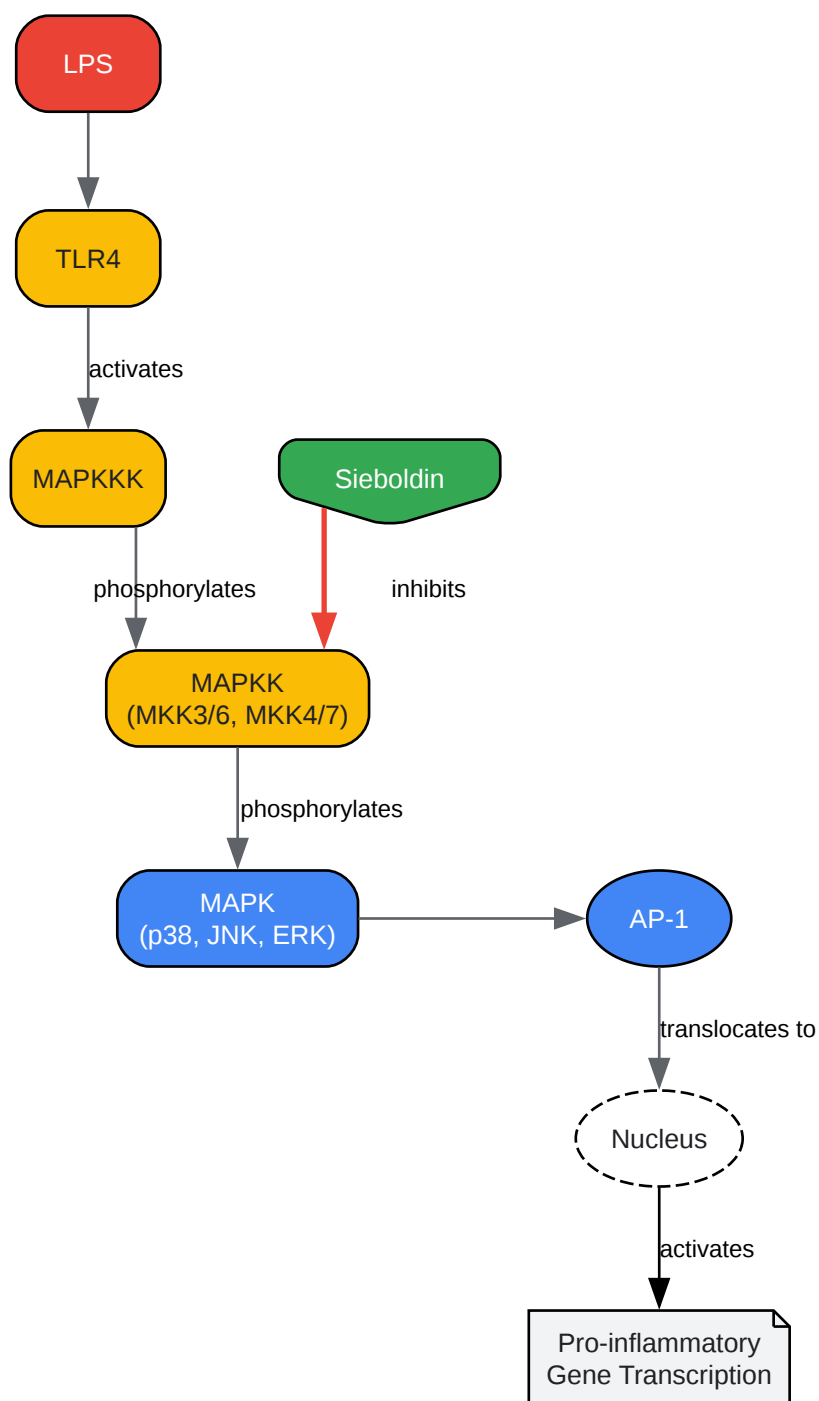 LPS
TLR4
activates
MAPKKK
Sieboldin
phosphorylates
inhibits
MAPKK
(MKK3/6, MKK4/7)
phosphorylates
MAPK
(p38, JNK, ERK)
AP-1
translocates to
Nucleus
activates
Pro-inflammatory
Gene Transcription